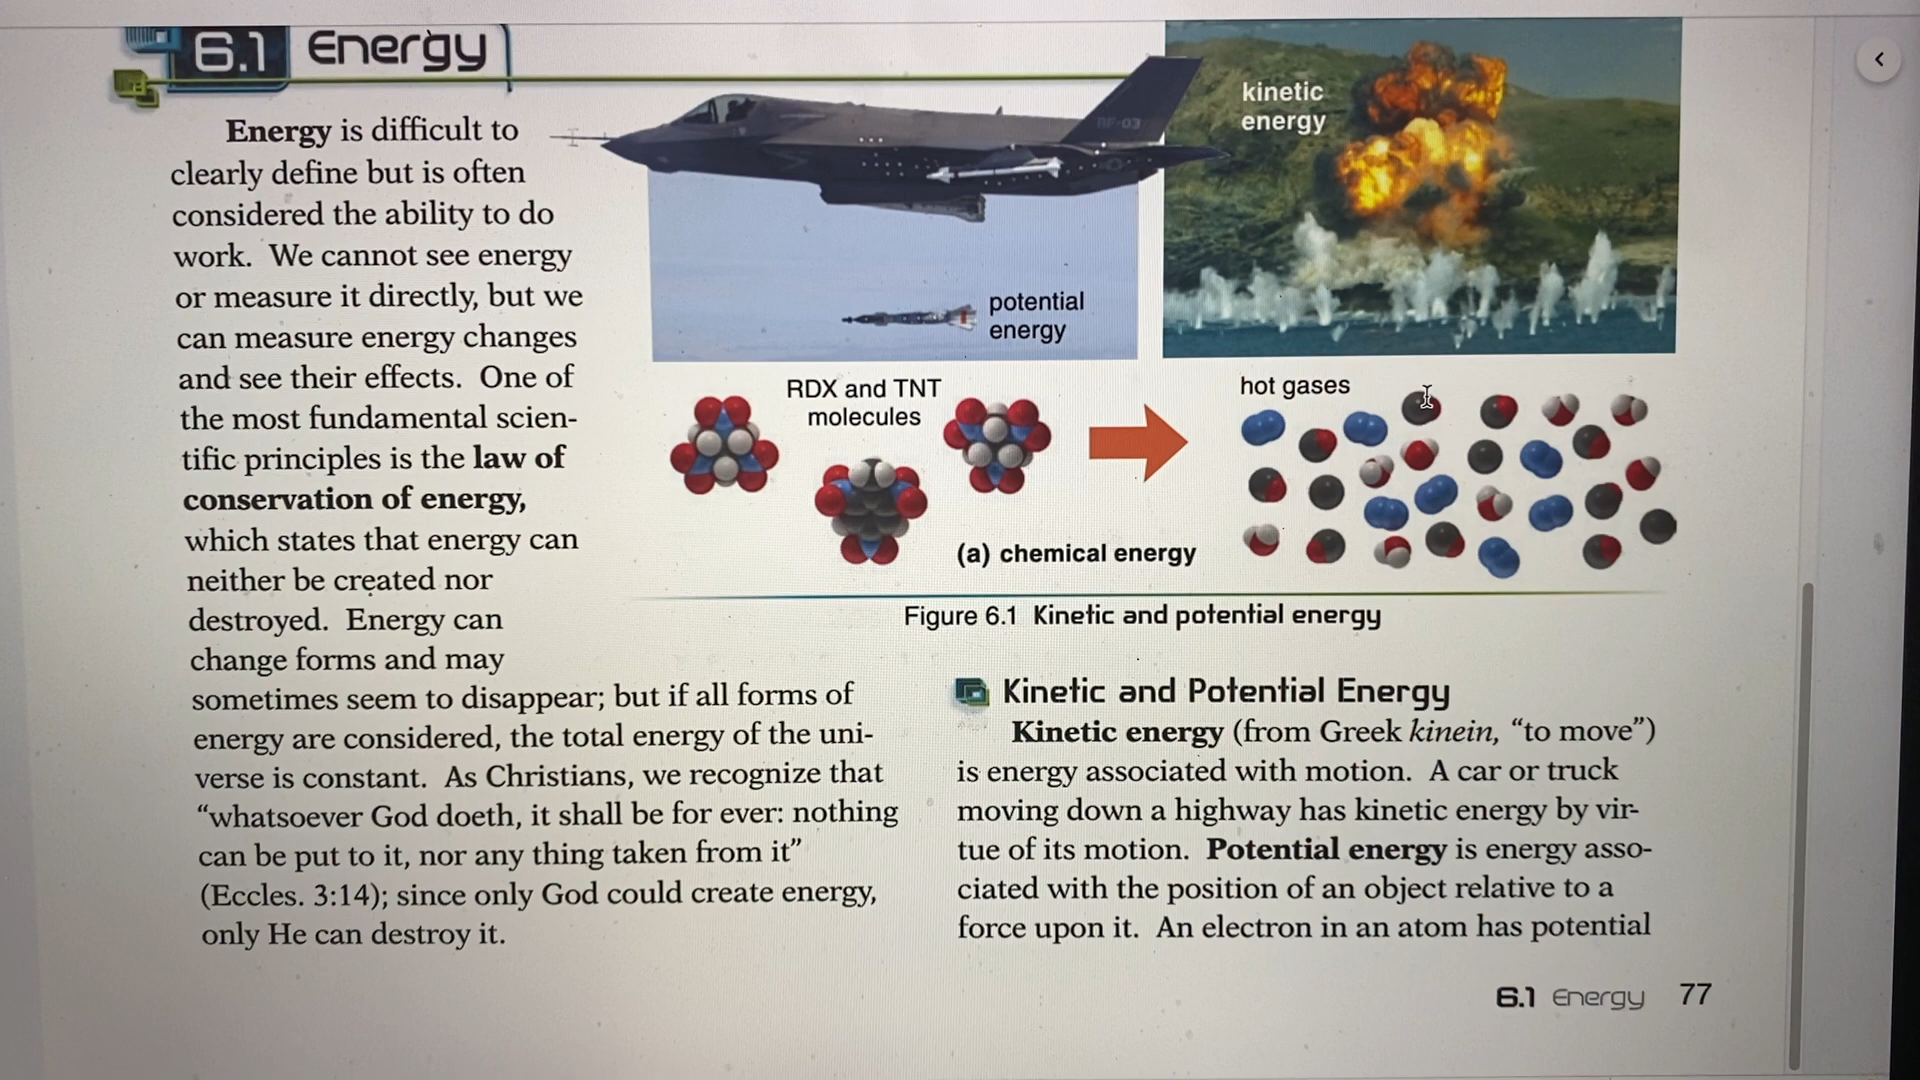 6.1 Energy
Energy is difficult to
clearly define but is often
considered the ability to do
work. We cannot see energy
or measure it directly, but we
can measure energy changes
and see their effects. One of
the most fundamental scien-
tific principles is the law of
conservation of energy,
which states that energy can
neither be created nor
destroyed. Energy can
change forms and may
sometimes seem to disappear; but if all forms of
energy are considered, the total energy of the uni-
verse is constant. As Christians, we recognize that
“whatsoever God doeth, it shall be for ever: nothing
can be put to it, nor any thing taken from it”
(Eccles. 3:14); since only God could create energy,
only He can destroy it.
BF-03
kinetic
energy
potential
energy
RDX and TNT
molecules
hot gases
(a) chemical energy
Figure 6.1 Kinetic and potential energy
Kinetic and Potential Energy
Kinetic energy (from Greek kinein, “to move”)
is energy associated with motion. A car or truck
moving down a highway has kinetic energy by vir-
tue of its motion. Potential energy is energy asso-
ciated with the position of an object relative to a
force upon it. An electron in an atom has potential
6.1 Energy 77